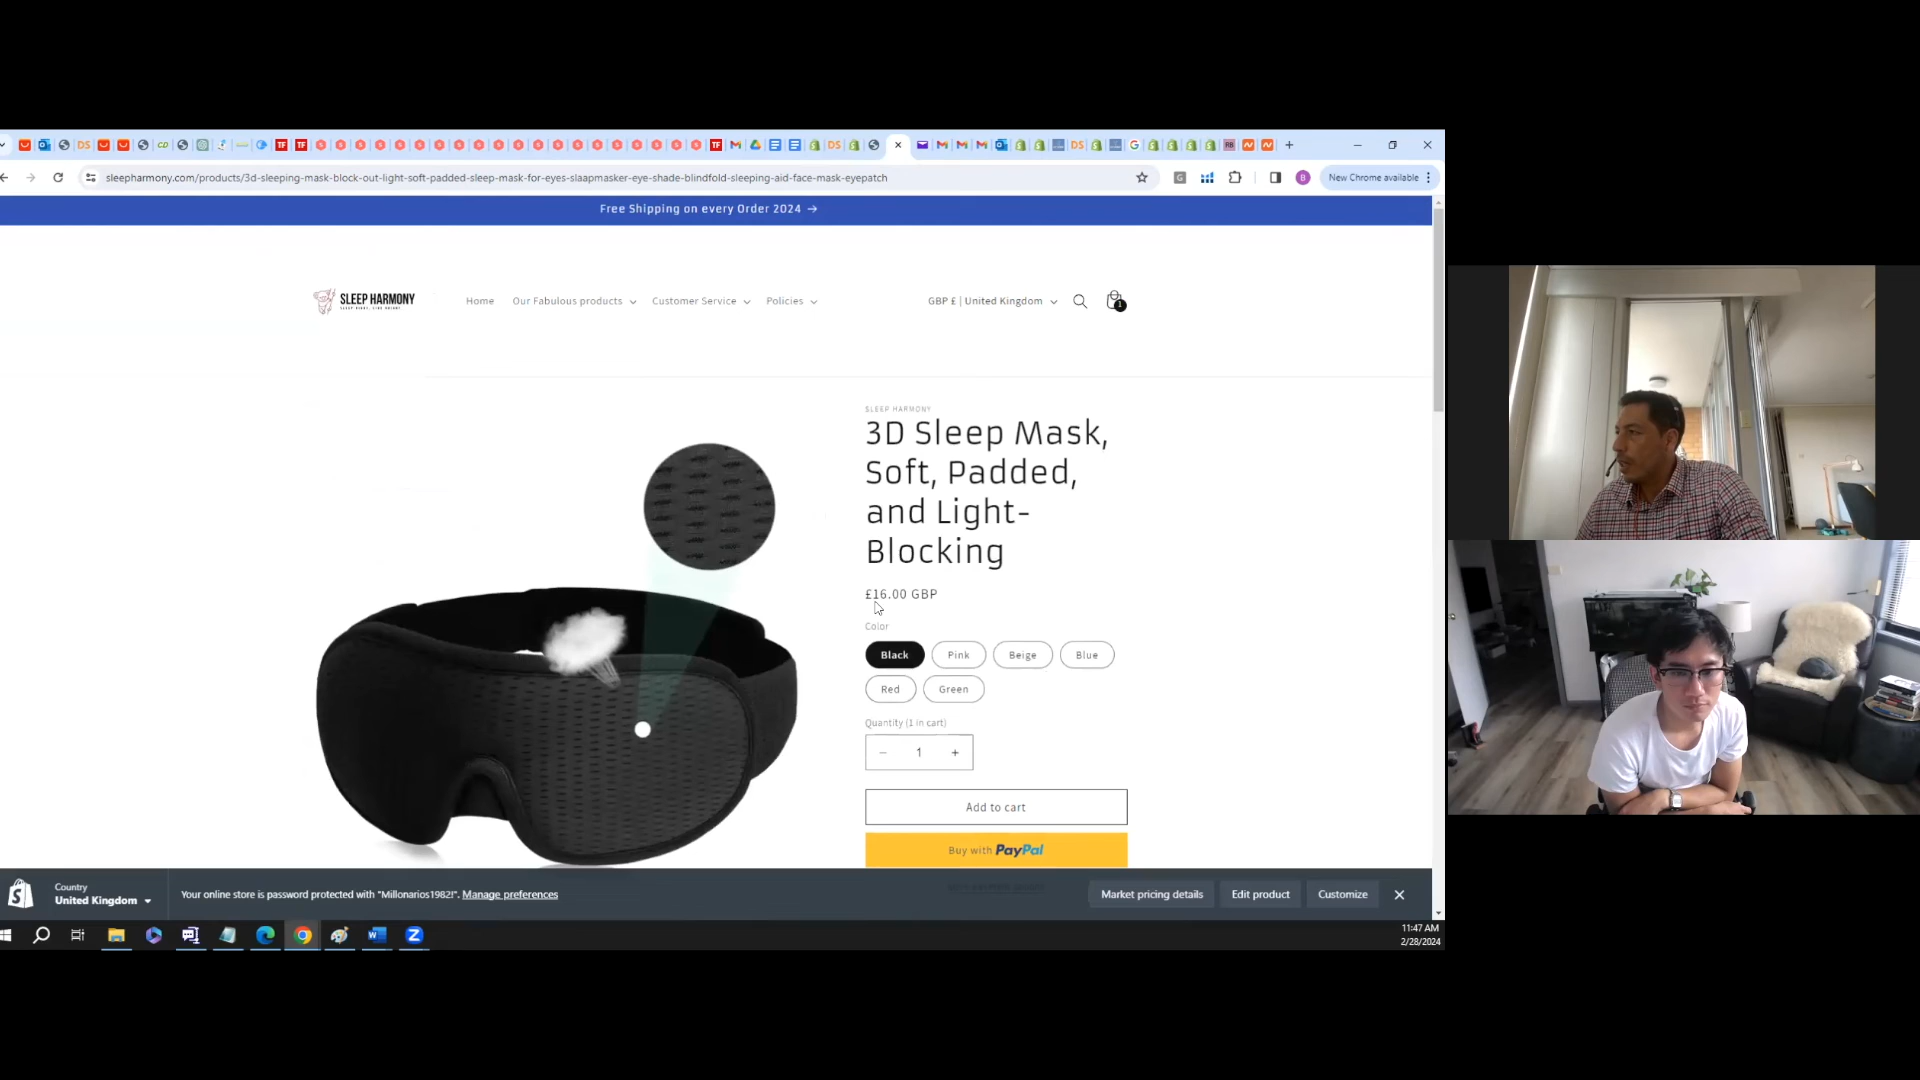 sleepharmony.com/products/3d-sleeping-mask-block-out-light-soft-padded-sleep-mask-for-eyes-slaapmasker-eye-shade-blindfold-sleeping-aid-face-mask-eyepatch
New Chrome available
Free Shipping on every Order 2024 →
SLEEP HARMONY
Home
Our Fabulous products
Customer Service
Policies
GBP £ | United Kingdom
1
SLEEP HARMONY
3D Sleep Mask,
Soft, Padded,
and Light-
Blocking
£16.00 GBP
Color
Black
Pink
Beige
Blue
Red
Green
Quantity (1 in cart)
− 1 +
Add to cart
Buy with PayPal
Country
United Kingdom
Your online store is password protected with "Millonarios1982!". Manage preferences
Market pricing details
Edit product
Customize
11:47 AM
2/28/2024